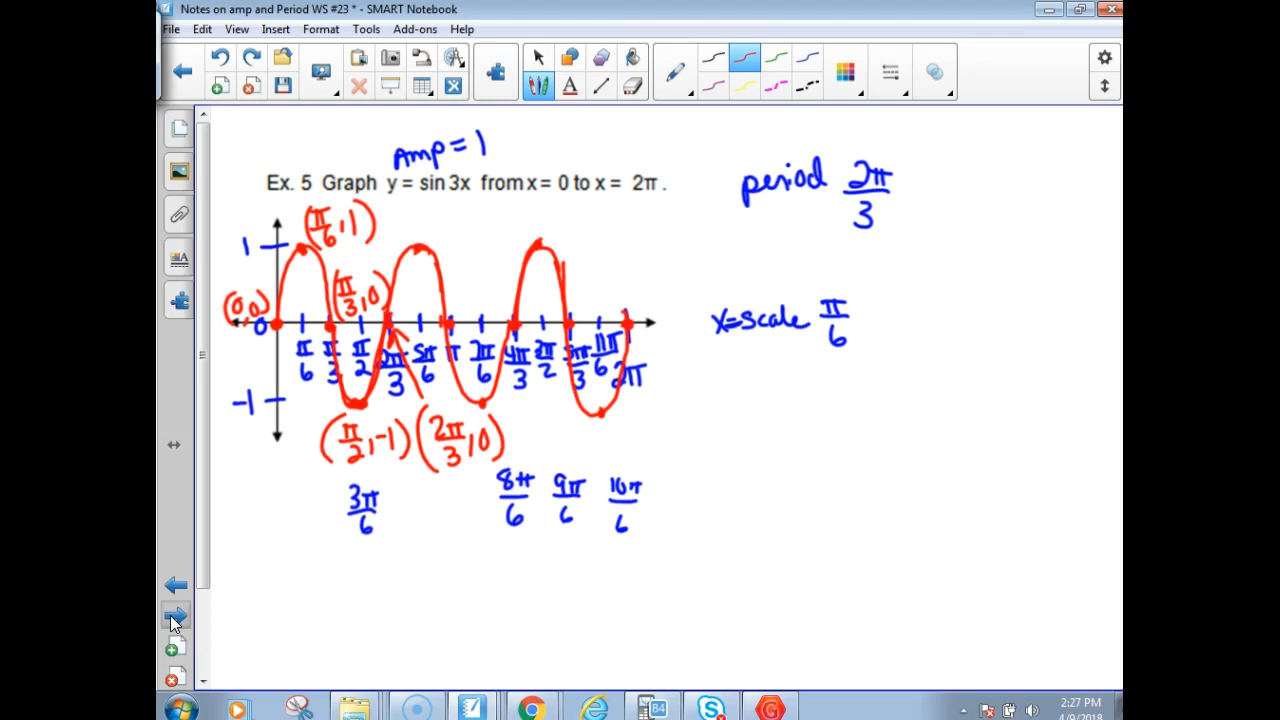 Notes on amp and Period WS #23 * - SMART Notebook
File Edit View Insert Format Tools Add-ons Help
Amp = 1
Ex. 5 Graph y = sin 3x from x = 0 to x = 2π .
period 2π/3
(π/6, 1)
1
(0,0)
(π/3, 0)
0
π/6 π/3 π/2 2π/3 5π/6 π 7π/6 4π/3 3π/2 5π/3 11π/6 2π
x=scale π/6
-1
(π/2, -1) (2π/3, 0)
3π/6 8π/6 9π/6 10π/6
84
2:27 PM
4/9/2018